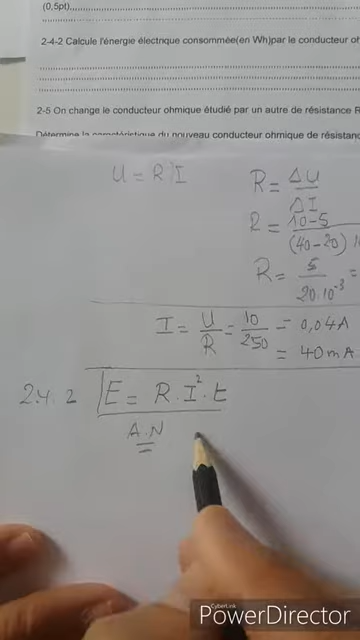 (0,5pt)
2-4-2 Calcule l'énergie électrique consommée(en Wh)par le conducteur oh
2-5 On change le conducteur ohmique étudié par un autre de résistance R
Détermine la caractéristique du nouveau conducteur ohmique de résistan
U = R I
R = ΔU/ΔI
R = 10-5/(40-20)
R = 5/20.10⁻³ =
I = U/R = 10/250 = 0,04A
= 40mA
2.4.2 E = R.I².t
A.N
CyberLink
PowerDirector